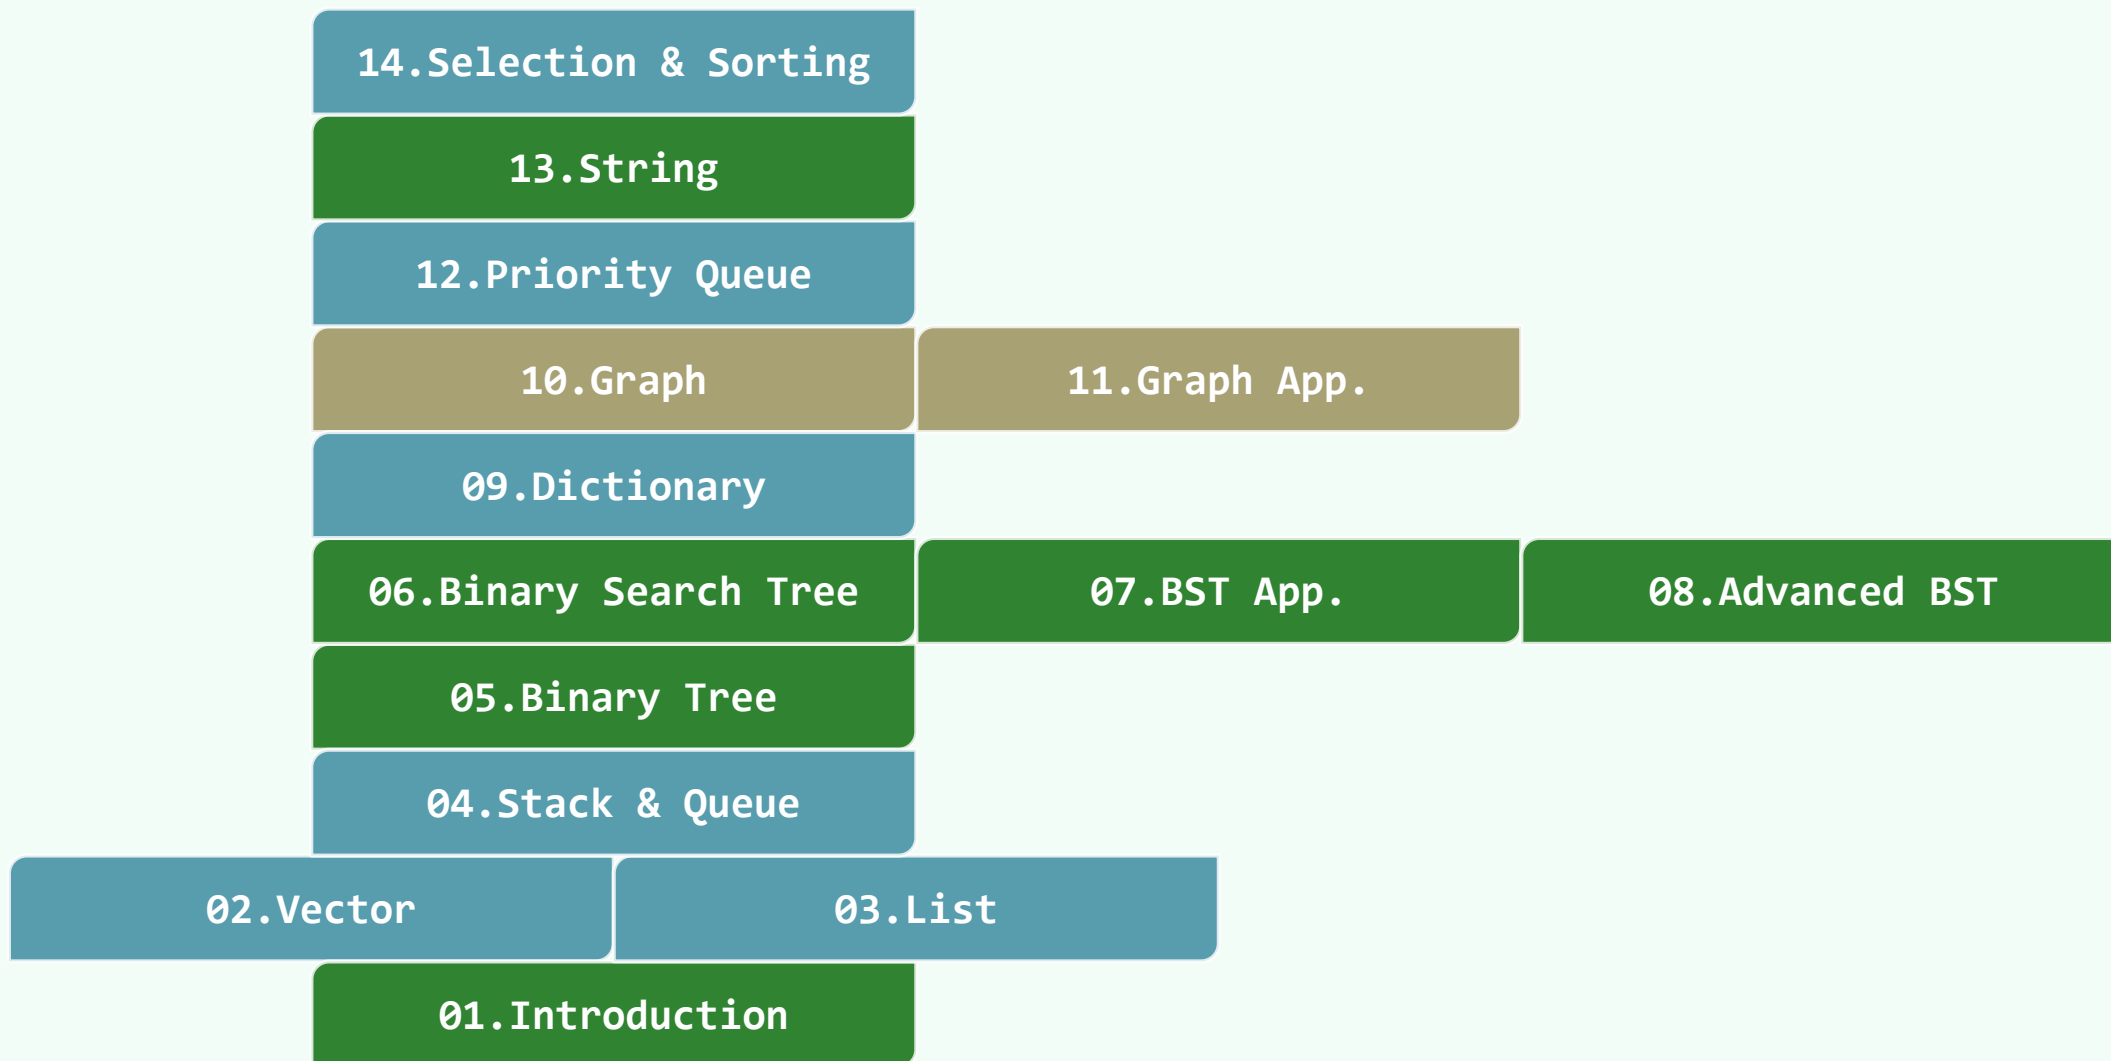 14.Selection & Sorting
13.String
12.Priority Queue
10.Graph
11.Graph App.
09.Dictionary
06.Binary Search Tree
07.BST App.
08.Advanced BST
05.Binary Tree
04.Stack & Queue
02.Vector
03.List
01.Introduction